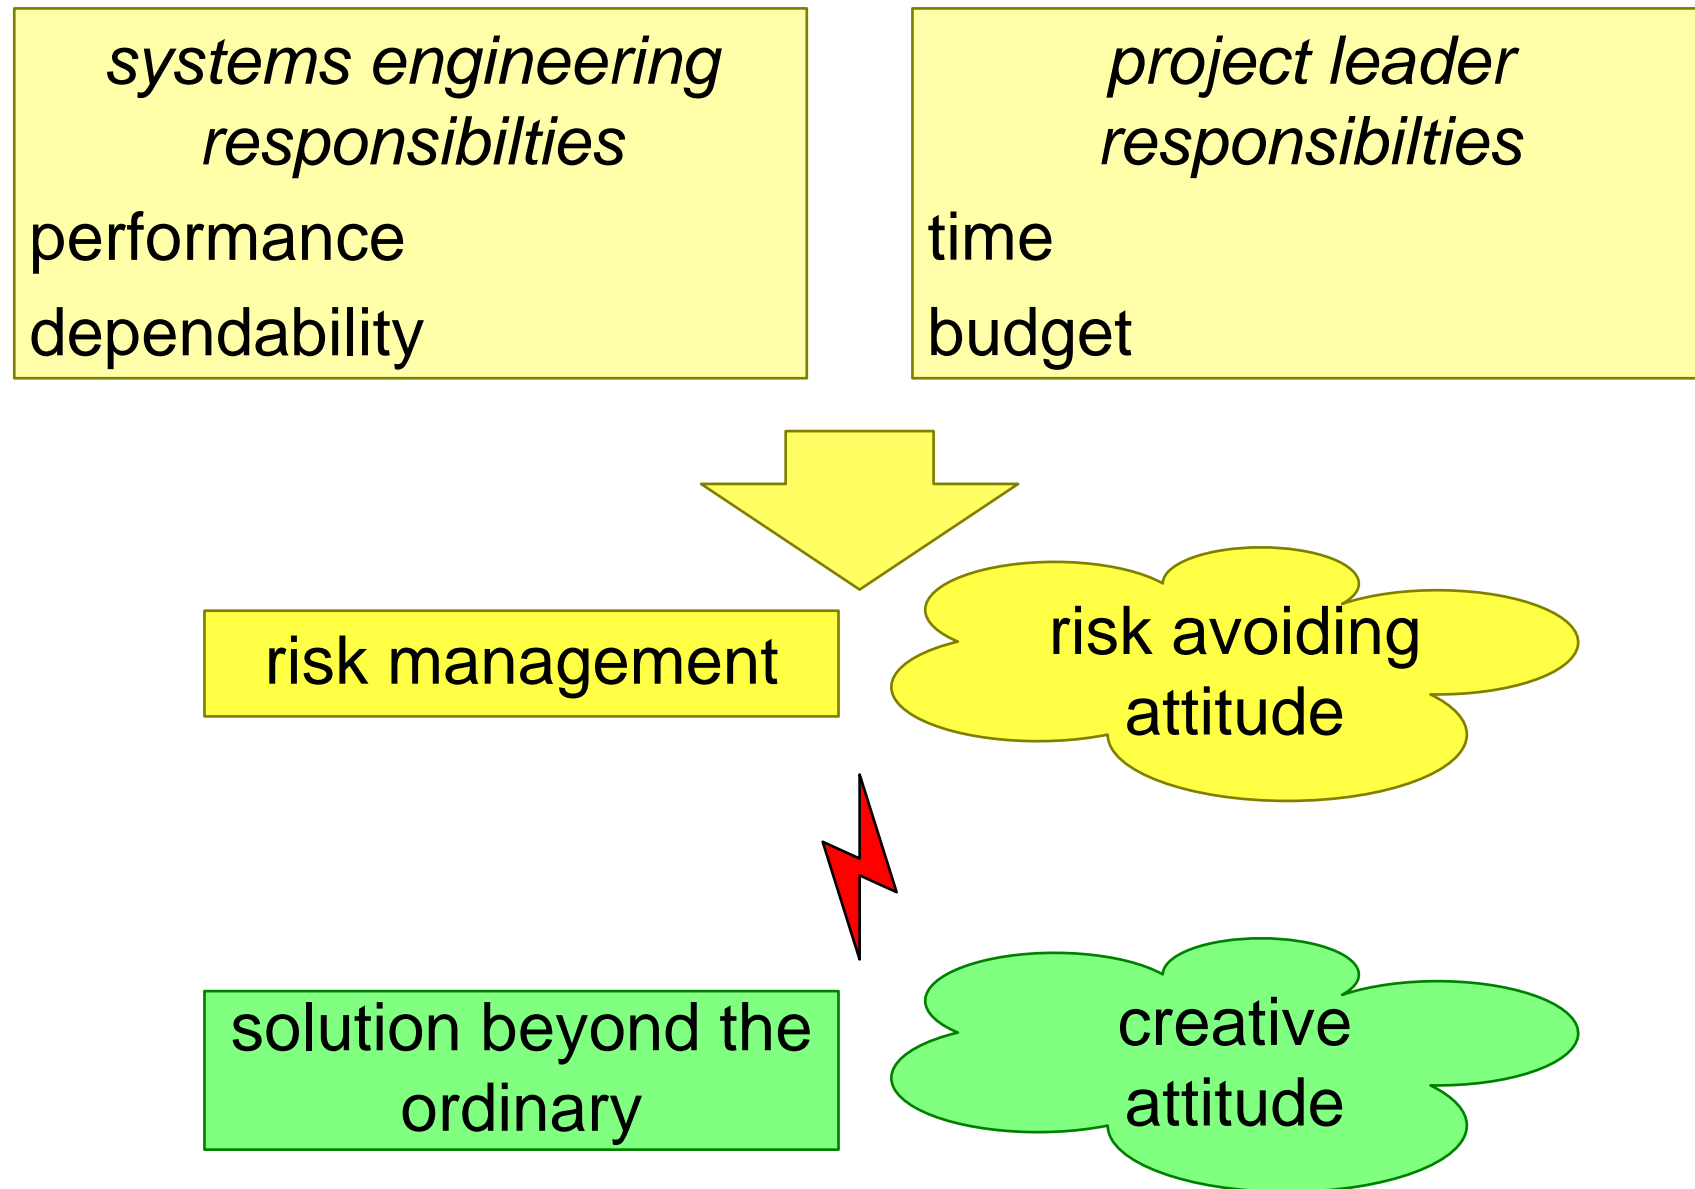 systems engineering
responsibilties
performance
dependability
project leader
responsibilties
time
budget
risk management
risk avoiding
attitude
solution beyond the
ordinary
creative
attitude